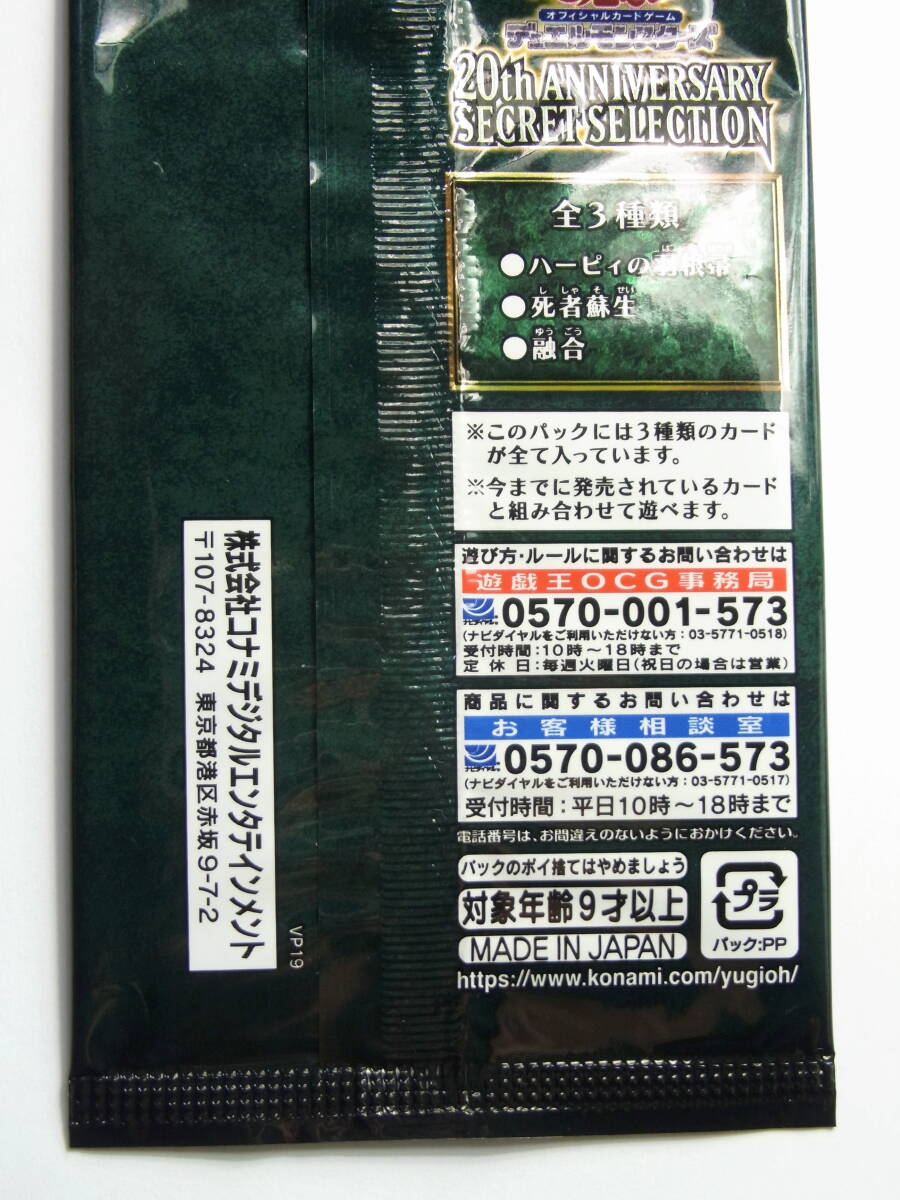 オフィシャルカードゲーム
デュエルモンスターズ
20th ANNIVERSARY
SECRET SELECTION
全3種類
●ハーピィの羽根帚
●死者蘇生
ししゃそせい
●融合
ゆうごう
※このパックには3種類のカード
が全て入っています。
※今までに発売されているカード
と組み合わせて遊べます。
遊び方・ルールに関するお問い合わせは
遊戯王OCG事務局
0570-001-573
(ナビダイヤルをご利用いただけない方:03-5771-0518)
受付時間:10時~18時まで
定休日:毎週火曜日(祝日の場合は営業)
商品に関するお問い合わせは
お客様相談室
0570-086-573
(ナビダイヤルをご利用いただけない方:03-5771-0517)
受付時間:平日10時~18時まで
電話番号は、お間違えのないようにおかけください。
パックのポイ捨てはやめましょう
対象年齢9才以上
MADE IN JAPAN
プラ
パック:PP
https://www.konami.com/yugioh/
株式会社コナミデジタルエンタテインメント
〒107-8324 東京都港区赤坂9-7-2
VP19